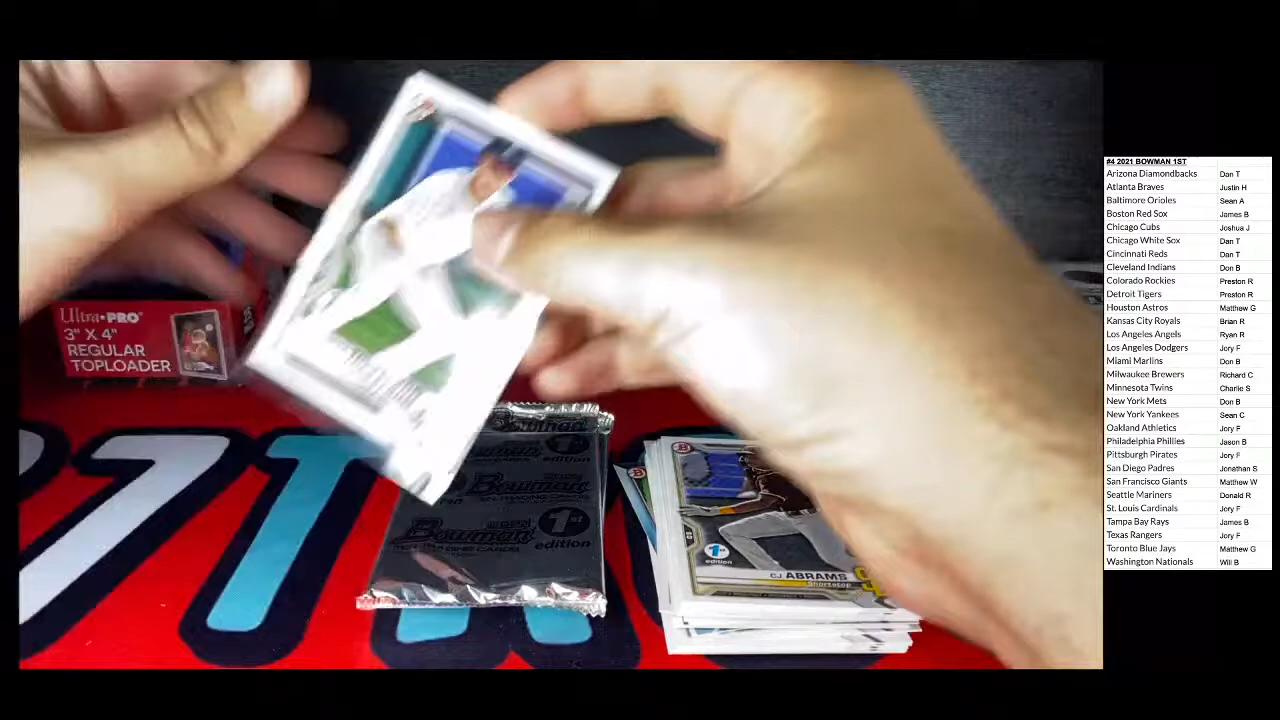 Ultra•PRO®
3" X 4"
REGULAR
TOPLOADER
Bowman
1st
edition
Bowman
Bowman
1st
edition
1st
edition
CJ ABRAMS
Shortstop
#4 2021 BOWMAN 1ST
Arizona Diamondbacks Dan T
Atlanta Braves Justin H
Baltimore Orioles Sean A
Boston Red Sox James B
Chicago Cubs Joshua J
Chicago White Sox Dan T
Cincinnati Reds Dan T
Cleveland Indians Don B
Colorado Rockies Preston R
Detroit Tigers Preston R
Houston Astros Matthew G
Kansas City Royals Brian R
Los Angeles Angels Ryan R
Los Angeles Dodgers Jory F
Miami Marlins Don B
Milwaukee Brewers Richard C
Minnesota Twins Charlie S
New York Mets Don B
New York Yankees Sean C
Oakland Athletics Jory F
Philadelphia Phillies Jason B
Pittsburgh Pirates Jory F
San Diego Padres Jonathan S
San Francisco Giants Matthew W
Seattle Mariners Donald R
St. Louis Cardinals Jory F
Tampa Bay Rays James B
Texas Rangers Jory F
Toronto Blue Jays Matthew G
Washington Nationals Will B